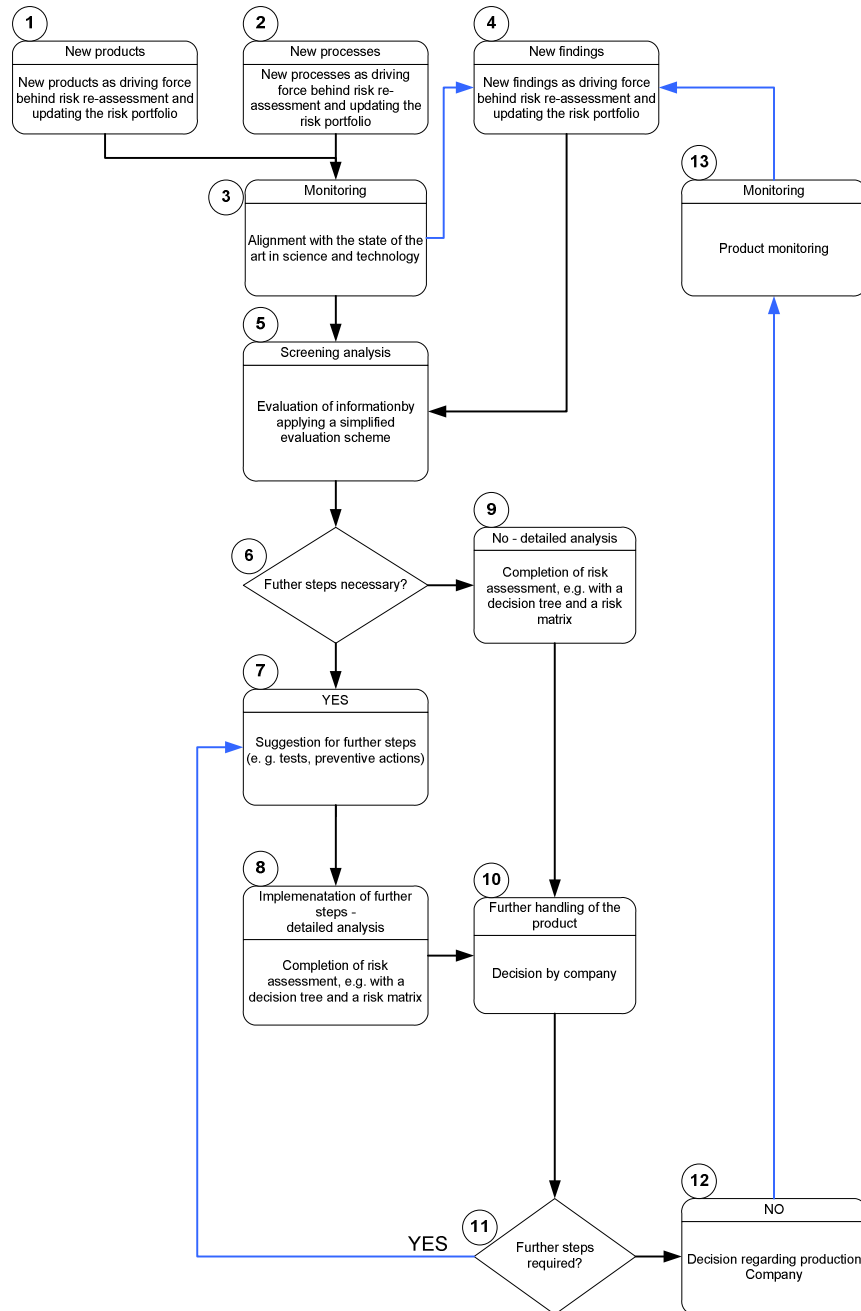 1
New products
New products as driving force
behind risk re-assessment and
updating the risk portfolio
2
New processes
New processes as driving
force behind risk re-
assessment and updating the
risk portfolio
4
New findings
New findings as driving force
behind risk re-assessment and
updating the risk portfolio
3
Monitoring
Alignment with the state of the
art in science and technology
13
Monitoring
Product monitoring
5
Screening analysis
Evaluation of informationby
applying a simplified
evaluation scheme
6
Futher steps necessary?
9
No - detailed analysis
Completion of risk
assessment, e.g. with a
decision tree and a risk
matrix
7
YES
Suggestion for further steps
(e. g. tests, preventive actions)
8
Implemenatation of further
steps -
detailed analysis
Completion of risk
assessment, e.g. with a
decision tree and a risk matrix
10
Further handling of the
product
Decision by company
11
Further steps
required?
YES
12
NO
Decision regarding production
Company